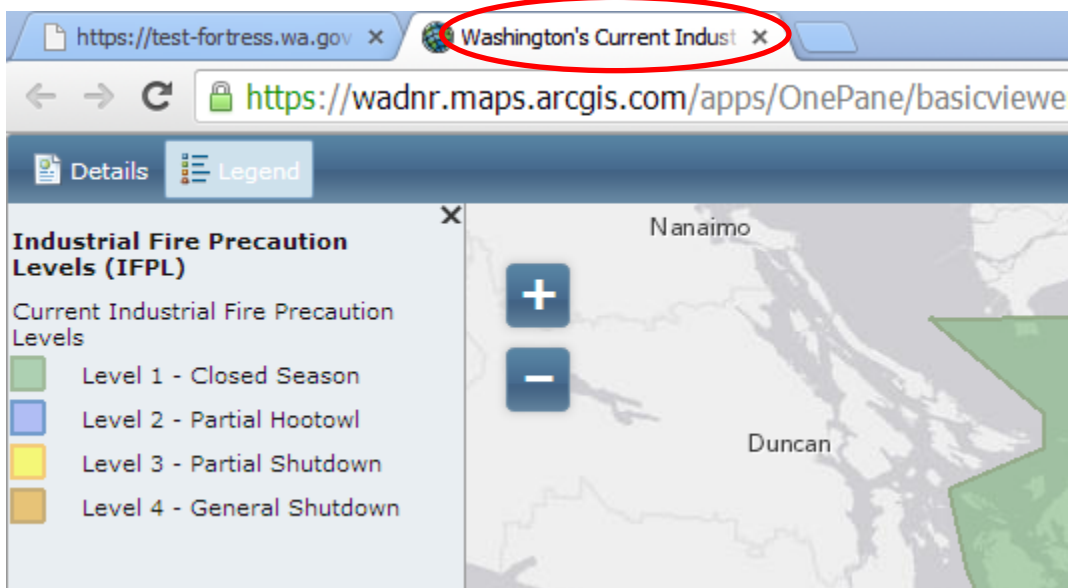 https://test-fortress.wa.gov × Washington's Current Indust ×
https://wadnr.maps.arcgis.com/apps/OnePane/basicviewe
Details Legend
Industrial Fire Precaution
Levels (IFPL)
Current Industrial Fire Precaution
Levels
Level 1 - Closed Season
Level 2 - Partial Hootowl
Level 3 - Partial Shutdown
Level 4 - General Shutdown
Nanaimo
+
−
Duncan